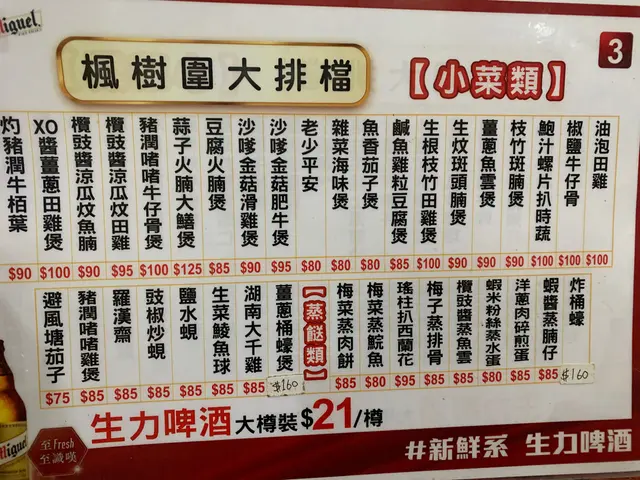 Miguel
楓樹圍大排檔
【小菜類】
3
油泡田雞 $100
椒鹽牛仔骨 $100
鮑汁螺片扒時蔬 $100
枝竹斑腩煲 $90
薑蔥魚雲煲 $90
生炆斑頭腩煲 $90
生根枝竹田雞煲 $100
鹹魚雞粒豆腐煲 $85
魚香茄子煲 $80
雜菜海味煲 $80
老少平安 $80
沙嗲金菇肥牛煲 $95
沙嗲金菇滑雞煲 $90
豆腐火腩煲 $85
蒜子火腩大鱔煲 $125
豬潤啫啫牛仔骨煲 $100
欖豉醬涼瓜炆田雞 $95
欖豉醬涼瓜炆魚腩 $90
XO醬薑蔥田雞煲 $100
灼豬潤牛栢葉 $90
炸桶蠔 $160
蝦醬蒸腩仔 $85
洋蔥肉碎煎蛋 $85
蝦米粉絲蒸水蛋 $80
欖豉醬蒸魚雲 $85
梅子蒸排骨 $85
瑤柱扒西蘭花 $95
梅菜蒸鯇魚 $80
梅菜蒸肉餅 $85
【蒸餸類】
薑蔥桶蠔煲 $160
湖南大千雞 $85
生菜鯪魚球 $85
鹽水蜆 $85
豉椒炒蜆 $85
羅漢齋 $85
豬潤啫啫雞煲 $85
避風塘茄子 $75
生力啤酒 大樽裝$21/樽
Miguel
至Fresh
至識嘆
#新鮮系 生力啤酒